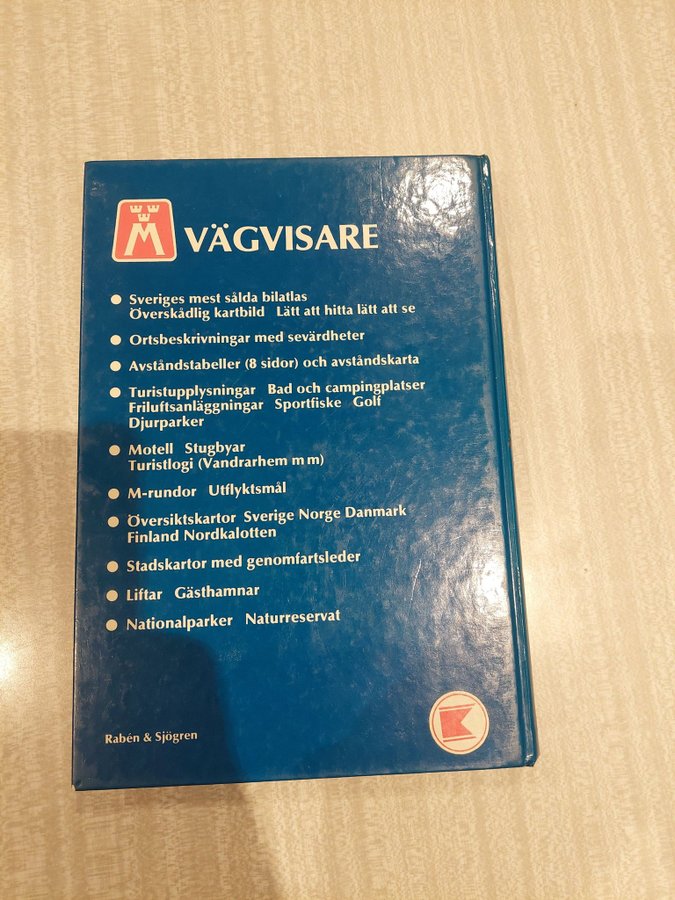 M VÄGVISARE
● Sveriges mest sålda bilatlas
Överskådlig kartbild Lätt att hitta lätt att se
● Ortsbeskrivningar med sevärdheter
● Avståndstabeller (8 sidor) och avståndskarta
● Turistupplysningar Bad och campingplatser
Friluftsanläggningar Sportfiske Golf
Djurparker
● Motell Stugbyar
Turistlogi (Vandrarhem m m)
● M-rundor Utflyktsmål
● Översiktskartor Sverige Norge Danmark
Finland Nordkalotten
● Stadskartor med genomfartsleder
● Liftar Gästhamnar
● Nationalparker Naturreservat
Rabén & Sjögren